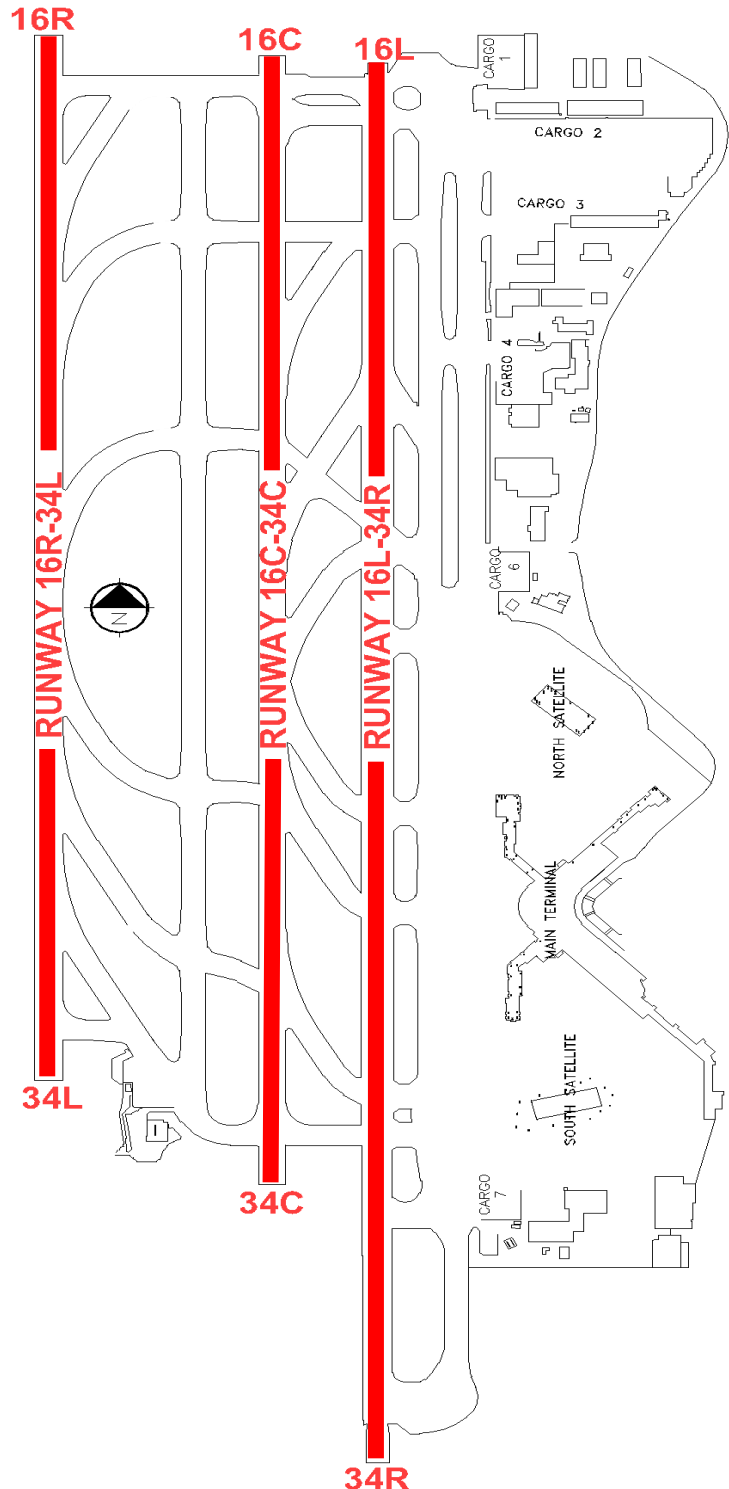 16R
16C
16L
CARGO
1
CARGO 2
CARGO 3
CARGO 4
RUNWAY 16R-34L
RUNWAY 16C-34C
RUNWAY 16L-34R
CARGO
6
N
NORTH SATELLITE
MAIN TERMINAL
SOUTH SATELLITE
34L
CARGO
7
34C
34R